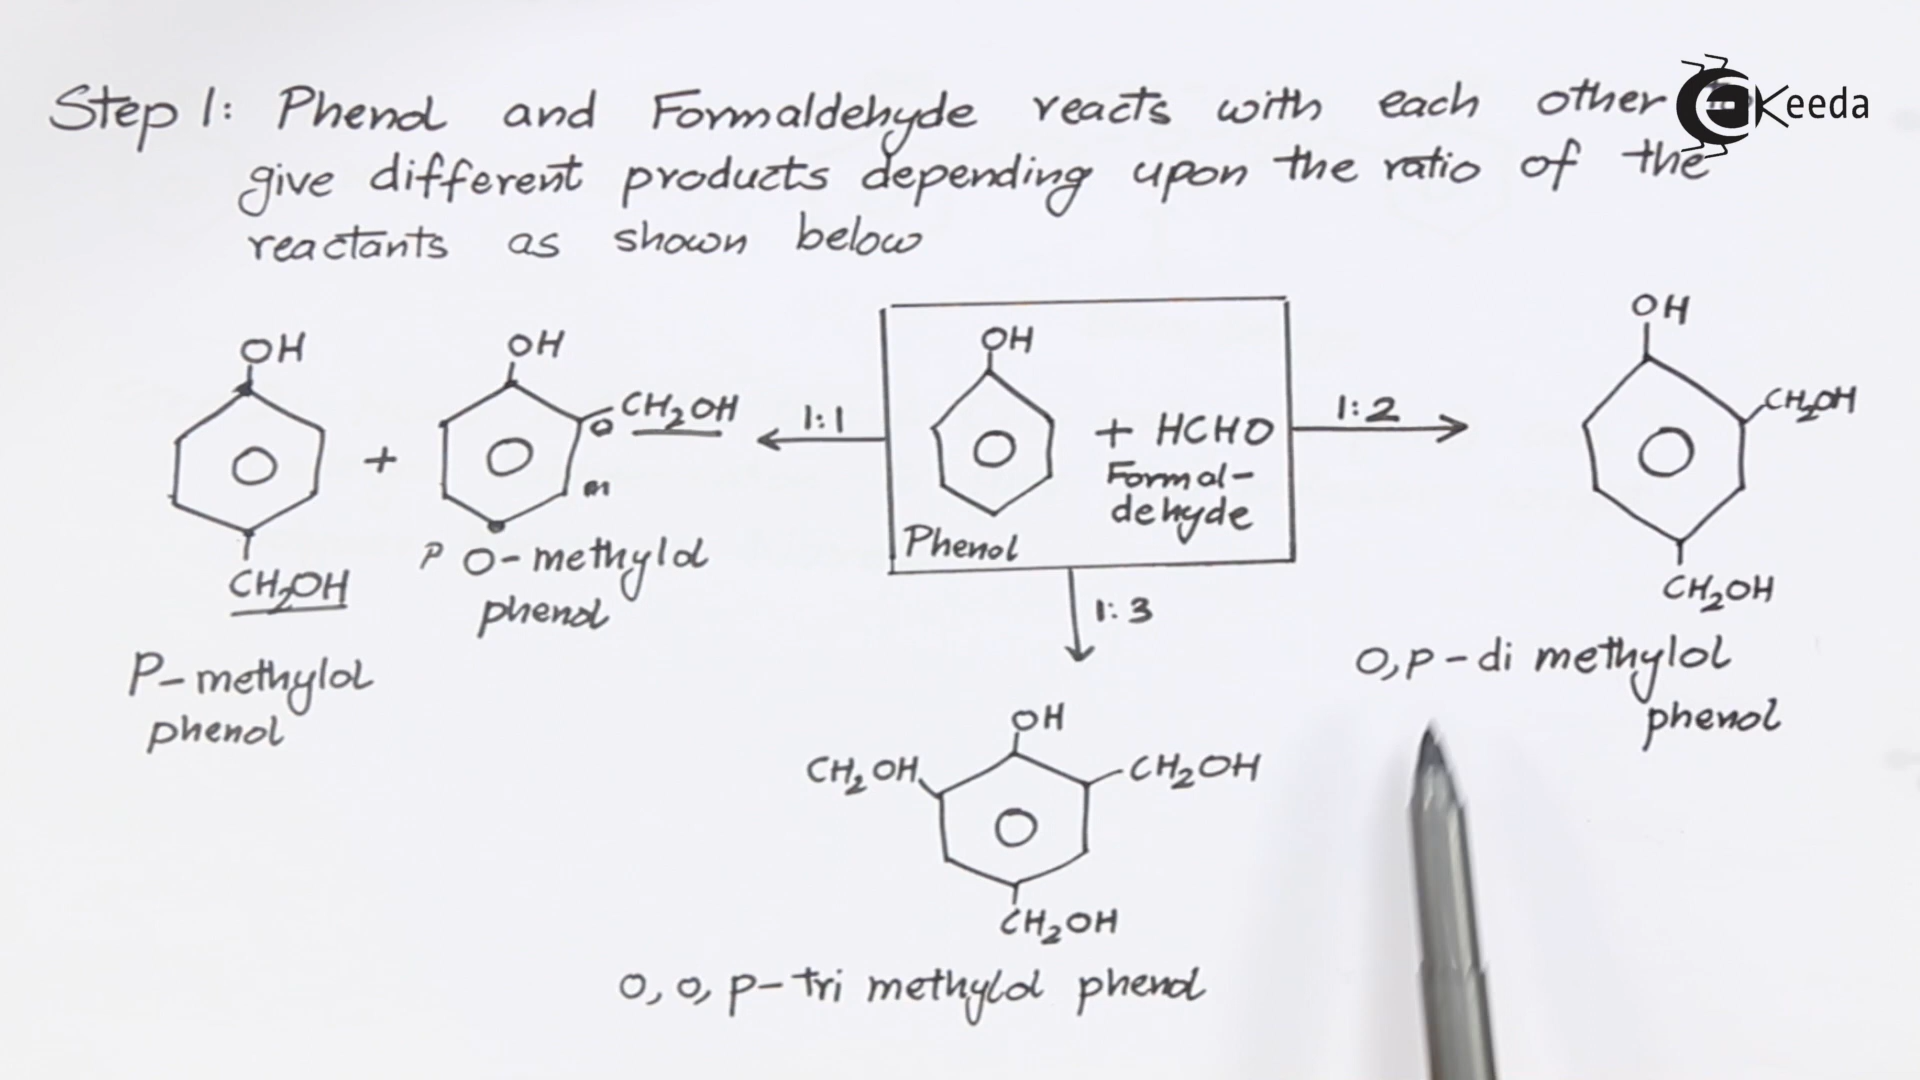 Step 1: Phenol and Formaldehyde reacts with each other
give different products depending upon the ratio of the
reactants as shown below
Keeda
OH
CH2OH
P-methylol
phenol
+
OH
CH2OH
o
m
P
O-methylol
phenol
1:1
OH
Phenol
+ HCHO
Formal-
dehyde
1:2
OH
CH2OH
CH2OH
O,p-di methylol
phenol
1:3
OH
CH2OH
CH2OH
CH2OH
O, O, p-tri methylol phenol